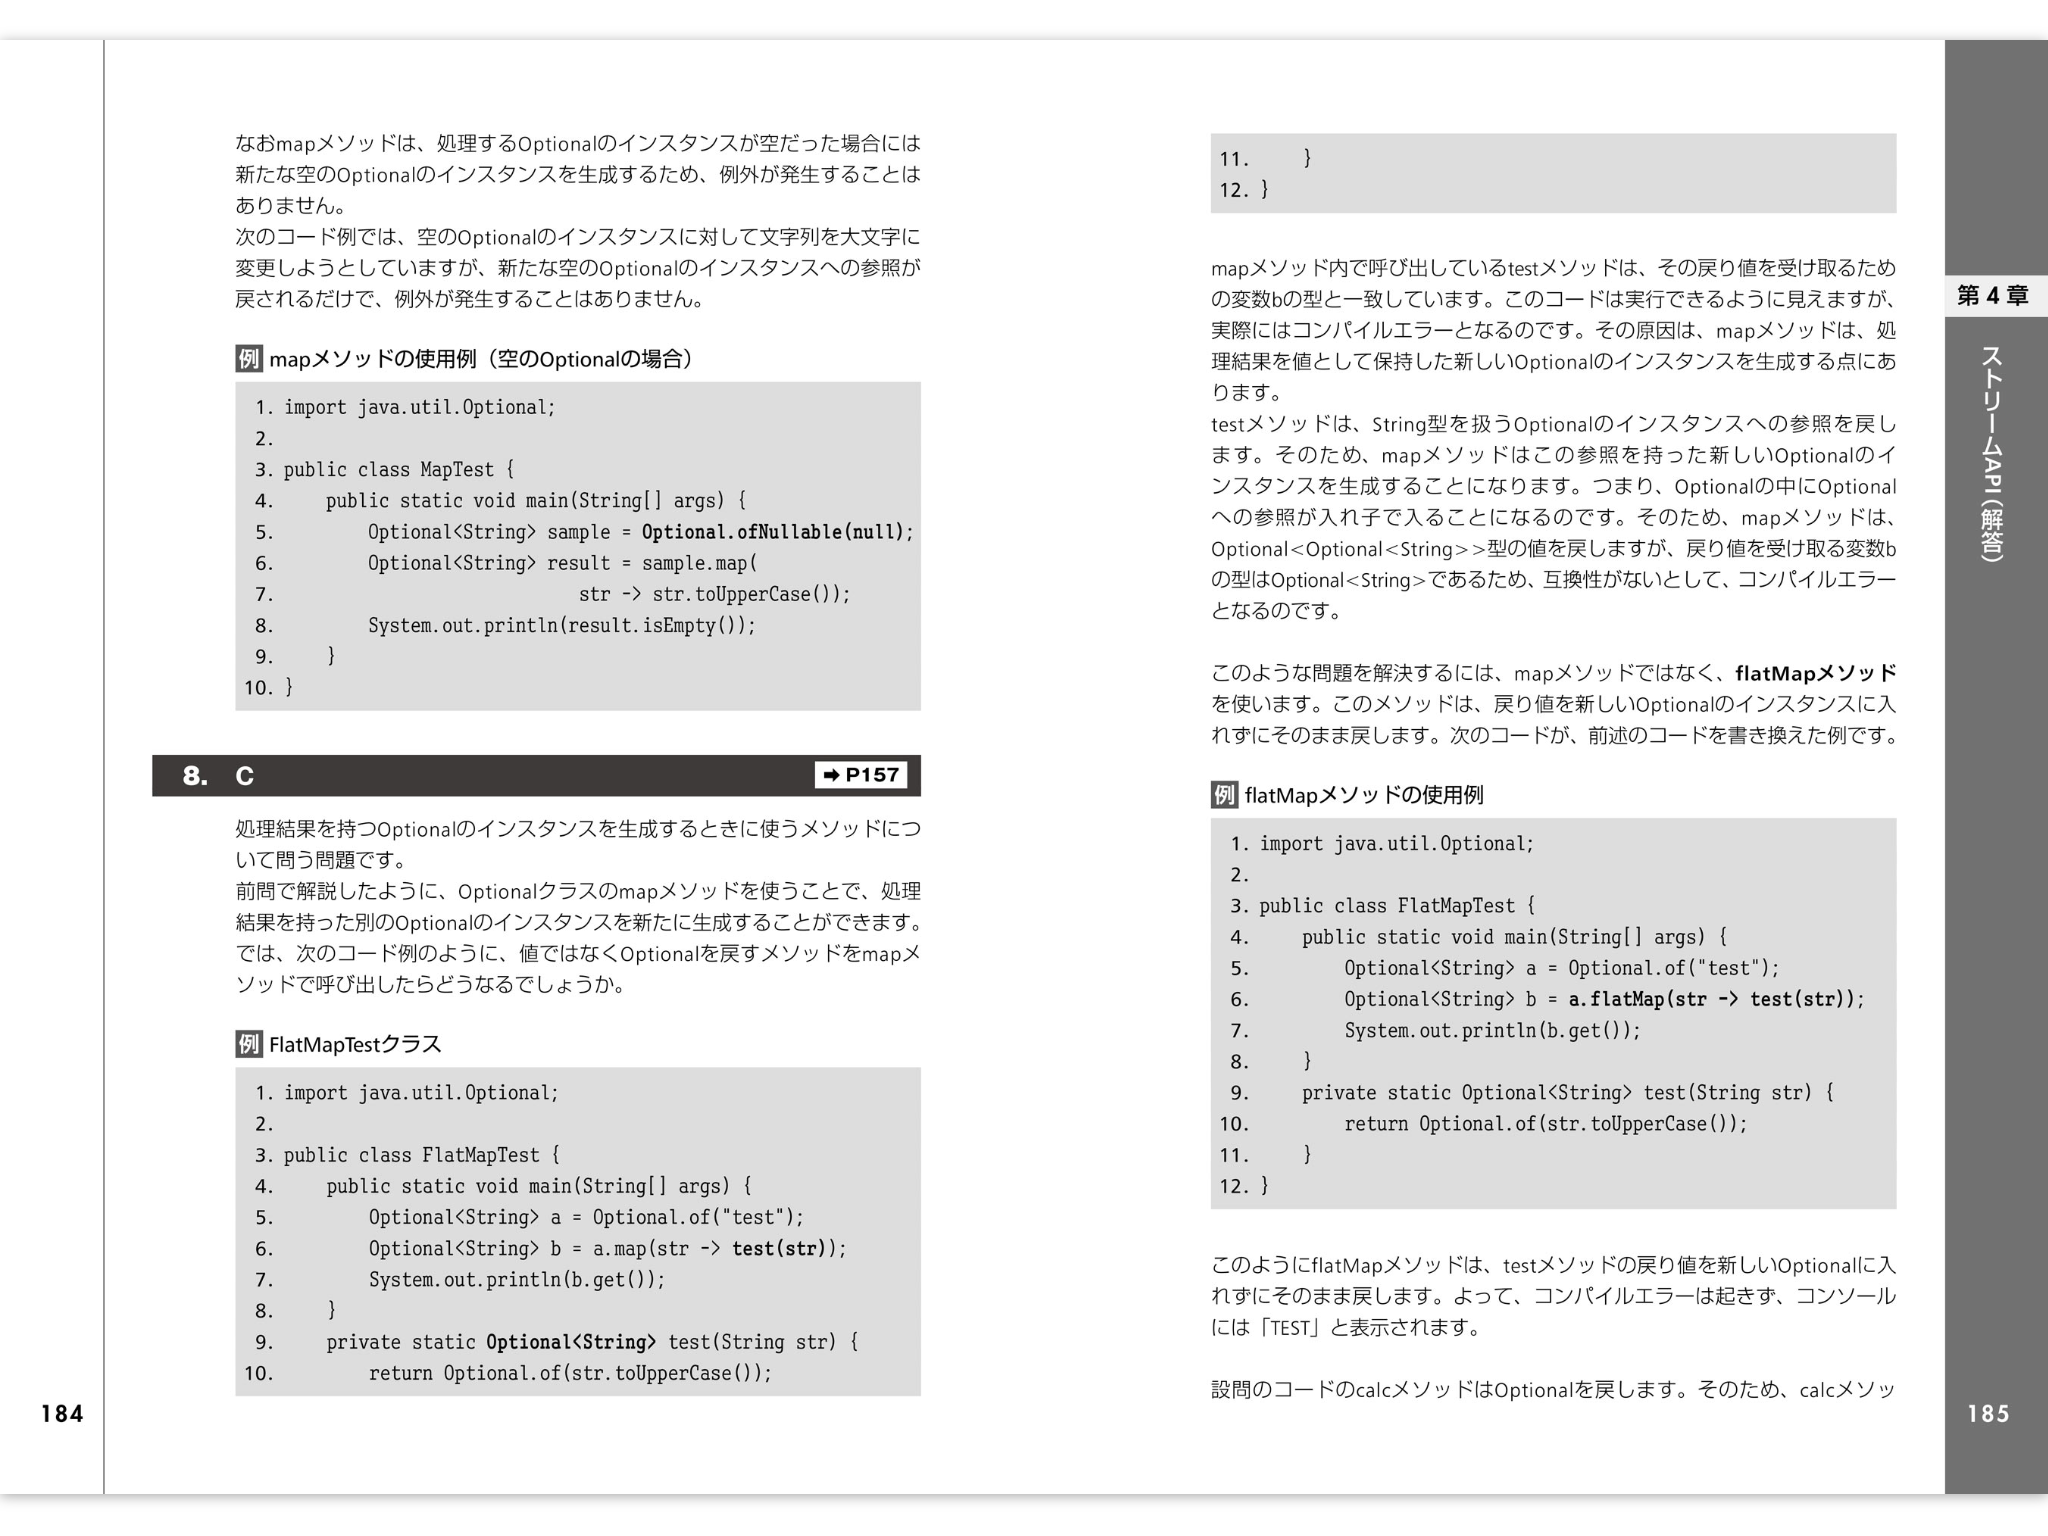 なおmapメソッドは、処理するOptionalのインスタンスが空だった場合には
新たな空のOptionalのインスタンスを生成するため、例外が発生することは
ありません。
次のコード例では、空のOptionalのインスタンスに対して文字列を大文字に
変更しようとしていますが、新たな空のOptionalのインスタンスへの参照が
戻されるだけで、例外が発生することはありません。
例 mapメソッドの使用例（空のOptionalの場合）
1. import java.util.Optional;
2.
3. public class MapTest {
4.     public static void main(String[] args) {
5.         Optional<String> sample = Optional.ofNullable(null);
6.         Optional<String> result = sample.map(
7.                             str -> str.toUpperCase());
8.         System.out.println(result.isEmpty());
9.     }
10. }
8. C ➡ P157
処理結果を持つOptionalのインスタンスを生成するときに使うメソッドにつ
いて問う問題です。
前問で解説したように、Optionalクラスのmapメソッドを使うことで、処理
結果を持った別のOptionalのインスタンスを新たに生成することができます。
では、次のコード例のように、値ではなくOptionalを戻すメソッドをmapメ
ソッドで呼び出したらどうなるでしょうか。
例 FlatMapTestクラス
1. import java.util.Optional;
2.
3. public class FlatMapTest {
4.     public static void main(String[] args) {
5.         Optional<String> a = Optional.of("test");
6.         Optional<String> b = a.map(str -> test(str));
7.         System.out.println(b.get());
8.     }
9.     private static Optional<String> test(String str) {
10.         return Optional.of(str.toUpperCase());
184
11.     }
12. }
mapメソッド内で呼び出しているtestメソッドは、その戻り値を受け取るため
の変数bの型と一致しています。このコードは実行できるように見えますが、
実際にはコンパイルエラーとなるのです。その原因は、mapメソッドは、処
理結果を値として保持した新しいOptionalのインスタンスを生成する点にあ
ります。
testメソッドは、String型を扱うOptionalのインスタンスへの参照を戻し
ます。そのため、mapメソッドはこの参照を持った新しいOptionalのイ
ンスタンスを生成することになります。つまり、Optionalの中にOptional
への参照が入れ子で入ることになるのです。そのため、mapメソッドは、
Optional<Optional<String>>型の値を戻しますが、戻り値を受け取る変数b
の型はOptional<String>であるため、互換性がないとして、コンパイルエラー
となるのです。
このような問題を解決するには、mapメソッドではなく、flatMapメソッド
を使います。このメソッドは、戻り値を新しいOptionalのインスタンスに入
れずにそのまま戻します。次のコードが、前述のコードを書き換えた例です。
例 flatMapメソッドの使用例
1. import java.util.Optional;
2.
3. public class FlatMapTest {
4.     public static void main(String[] args) {
5.         Optional<String> a = Optional.of("test");
6.         Optional<String> b = a.flatMap(str -> test(str));
7.         System.out.println(b.get());
8.     }
9.     private static Optional<String> test(String str) {
10.         return Optional.of(str.toUpperCase());
11.     }
12. }
このようにflatMapメソッドは、testメソッドの戻り値を新しいOptionalに入
れずにそのまま戻します。よって、コンパイルエラーは起きず、コンソール
には「TEST」と表示されます。
設問のコードのcalcメソッドはOptionalを戻します。そのため、calcメソッ
第4章
ストリームAPI（解答）
185